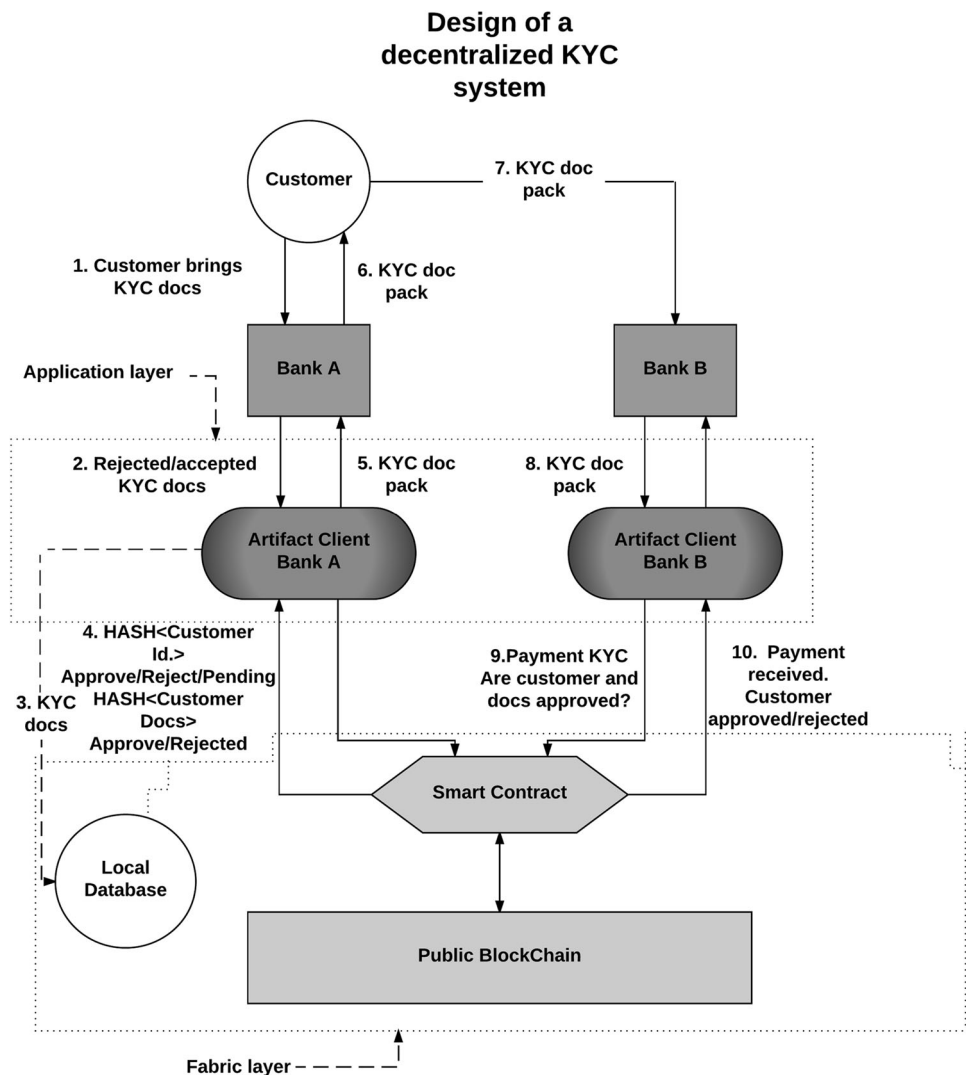 Design of a
decentralized KYC
system
Customer
7. KYC doc
pack
1. Customer brings
KYC docs
6. KYC doc
pack
Bank A
Bank B
Application layer
2. Rejected/accepted
KYC docs
5. KYC doc
pack
8. KYC doc
pack
Artifact Client
Bank A
Artifact Client
Bank B
4. HASH<Customer
Id.>
Approve/Reject/Pending
HASH<Customer
Docs>
Approve/Rejected
3. KYC
docs
9.Payment KYC
Are customer and
docs approved?
10. Payment
received.
Customer
approved/rejected
Smart Contract
Local
Database
Public BlockChain
Fabric layer